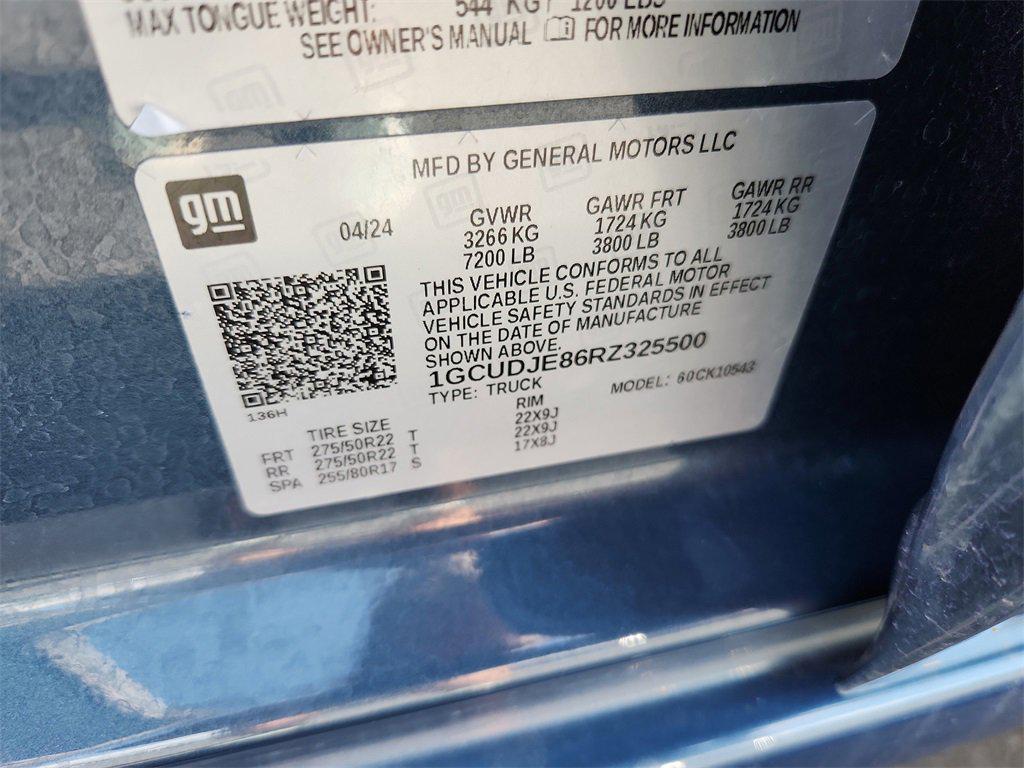 MAX TONGUE WEIGHT: 544 KG / 1200 LBS
SEE OWNER'S MANUAL FOR MORE INFORMATION
MFD BY GENERAL MOTORS LLC
gm
04/24
GVWR GAWR FRT GAWR RR
3266 KG 1724 KG 1724 KG
7200 LB 3800 LB 3800 LB
THIS VEHICLE CONFORMS TO ALL
APPLICABLE U.S. FEDERAL MOTOR
VEHICLE SAFETY STANDARDS IN EFFECT
ON THE DATE OF MANUFACTURE
SHOWN ABOVE.
1GCUDJE86RZ325500
TYPE: TRUCK MODEL: 60CK10543
136H
TIRE SIZE RIM
FRT 275/50R22 T 22X9J
RR 275/50R22 T 22X9J
SPA 255/80R17 S 17X8J